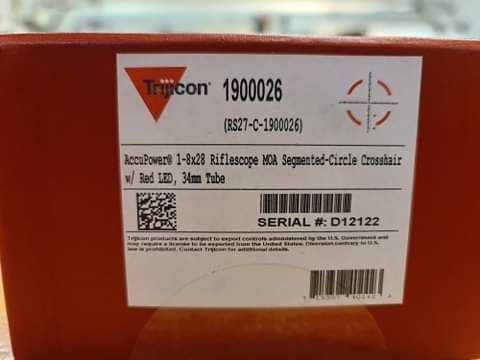 Trijicon® 1900026
(RS27-C-1900026)
AccuPower® 1-8x28 Riflescope MOA Segmented-Circle Crosshair
w/ Red LED, 34mm Tube
SERIAL #: D12122
Trijicon products are subject to export controls administered by the U.S. Government and
may require a license to be exported from the United States. Diversion contrary to U.S.
law is prohibited. Contact Trijicon for additional details.